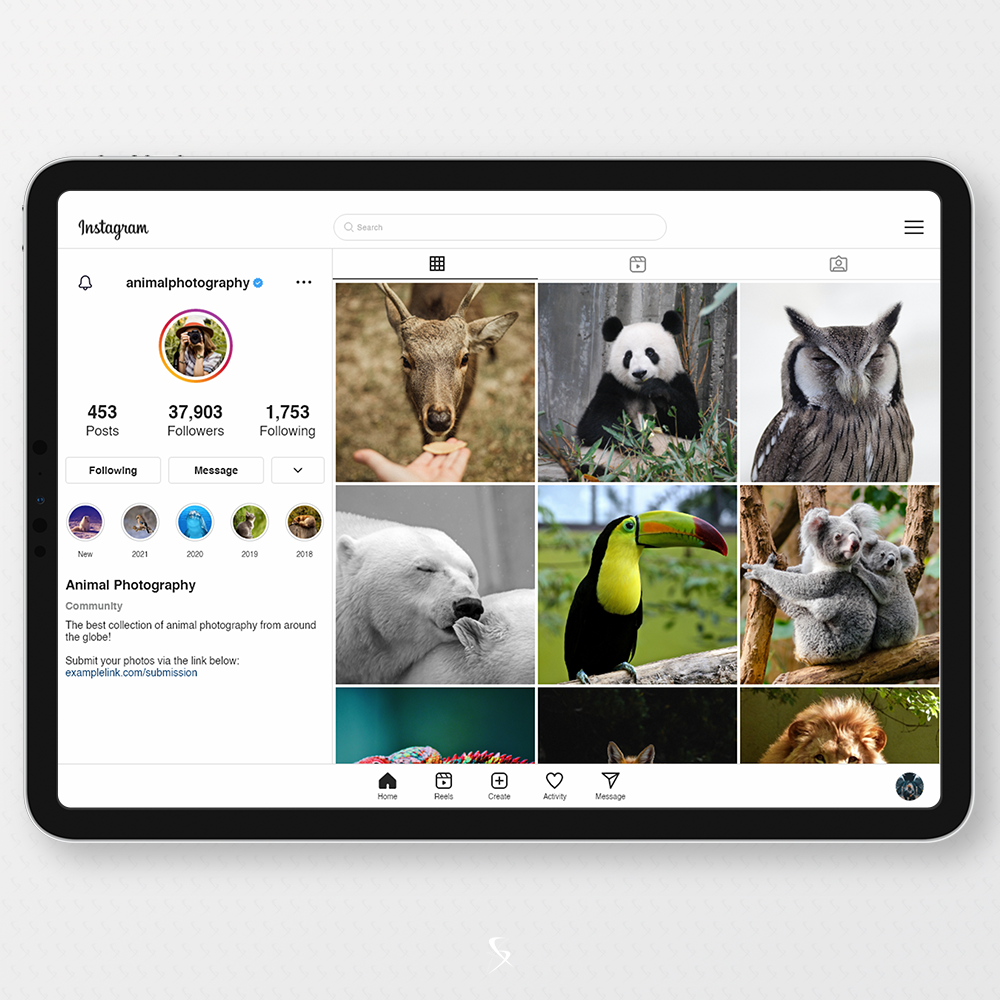 Instagram
Search
animalphotography
453
Posts
37,903
Followers
1,753
Following
Following
Message
New
2021
2020
2019
2018
Animal Photography
Community
The best collection of animal photography from around
the globe!
Submit your photos via the link below:
examplelink.com/submission
Home
Reels
Create
Activity
Message